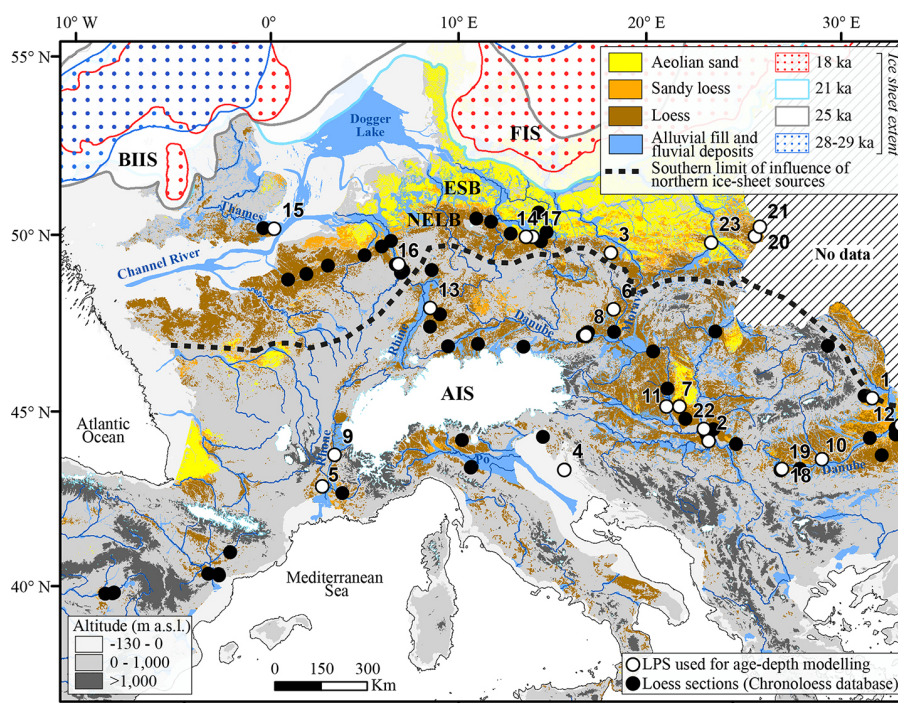 10° W
0°
10° E
20° E
30° E
55° N
50° N
45° N
40° N
Aeolian sand
Sandy loess
Loess
Alluvial fill and
fluvial deposits
Southern limit of influence of
northern ice-sheet sources
18 ka
21 ka
25 ka
28-29 ka
Ice sheet extent
Dogger
Lake
BIIS
FIS
ESB
NELB
Thames
15
Channel River
16
14
17
3
23
21
20
No data
13
Rhine
Danube
8
6
AIS
11
7
22
2
1
12
Atlantic
Ocean
9
5
Po
4
19
18
10
Danube
Mediterranean
Sea
Altitude (m a.s.l.)
-130 - 0
0 - 1,000
>1,000
0 150 300
Km
LPS used for age-depth modelling
Loess sections (Chronoloess database)